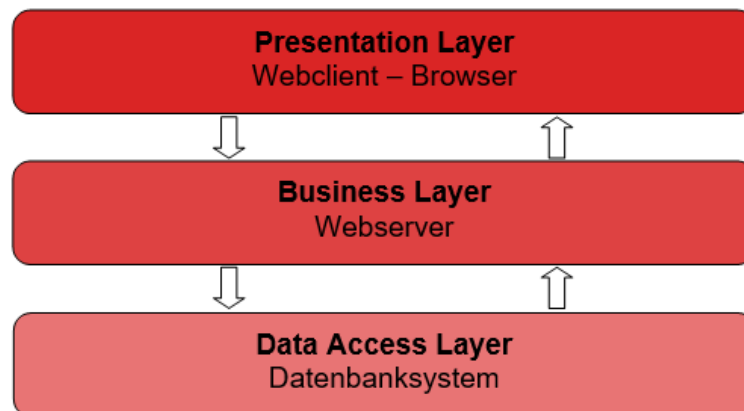 Presentation Layer
Webclient – Browser
Business Layer
Webserver
Data Access Layer
Datenbanksystem